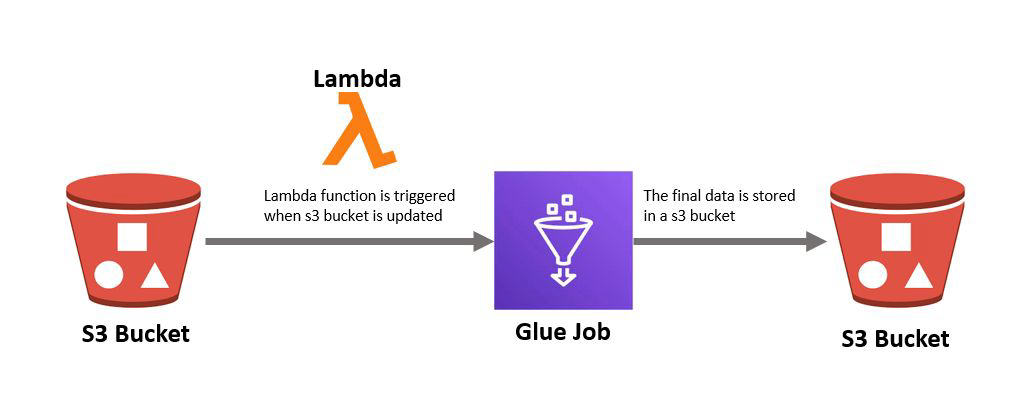 Lambda
Lambda function is triggered
when s3 bucket is updated
The final data is stored
in a s3 bucket
S3 Bucket
Glue Job
S3 Bucket